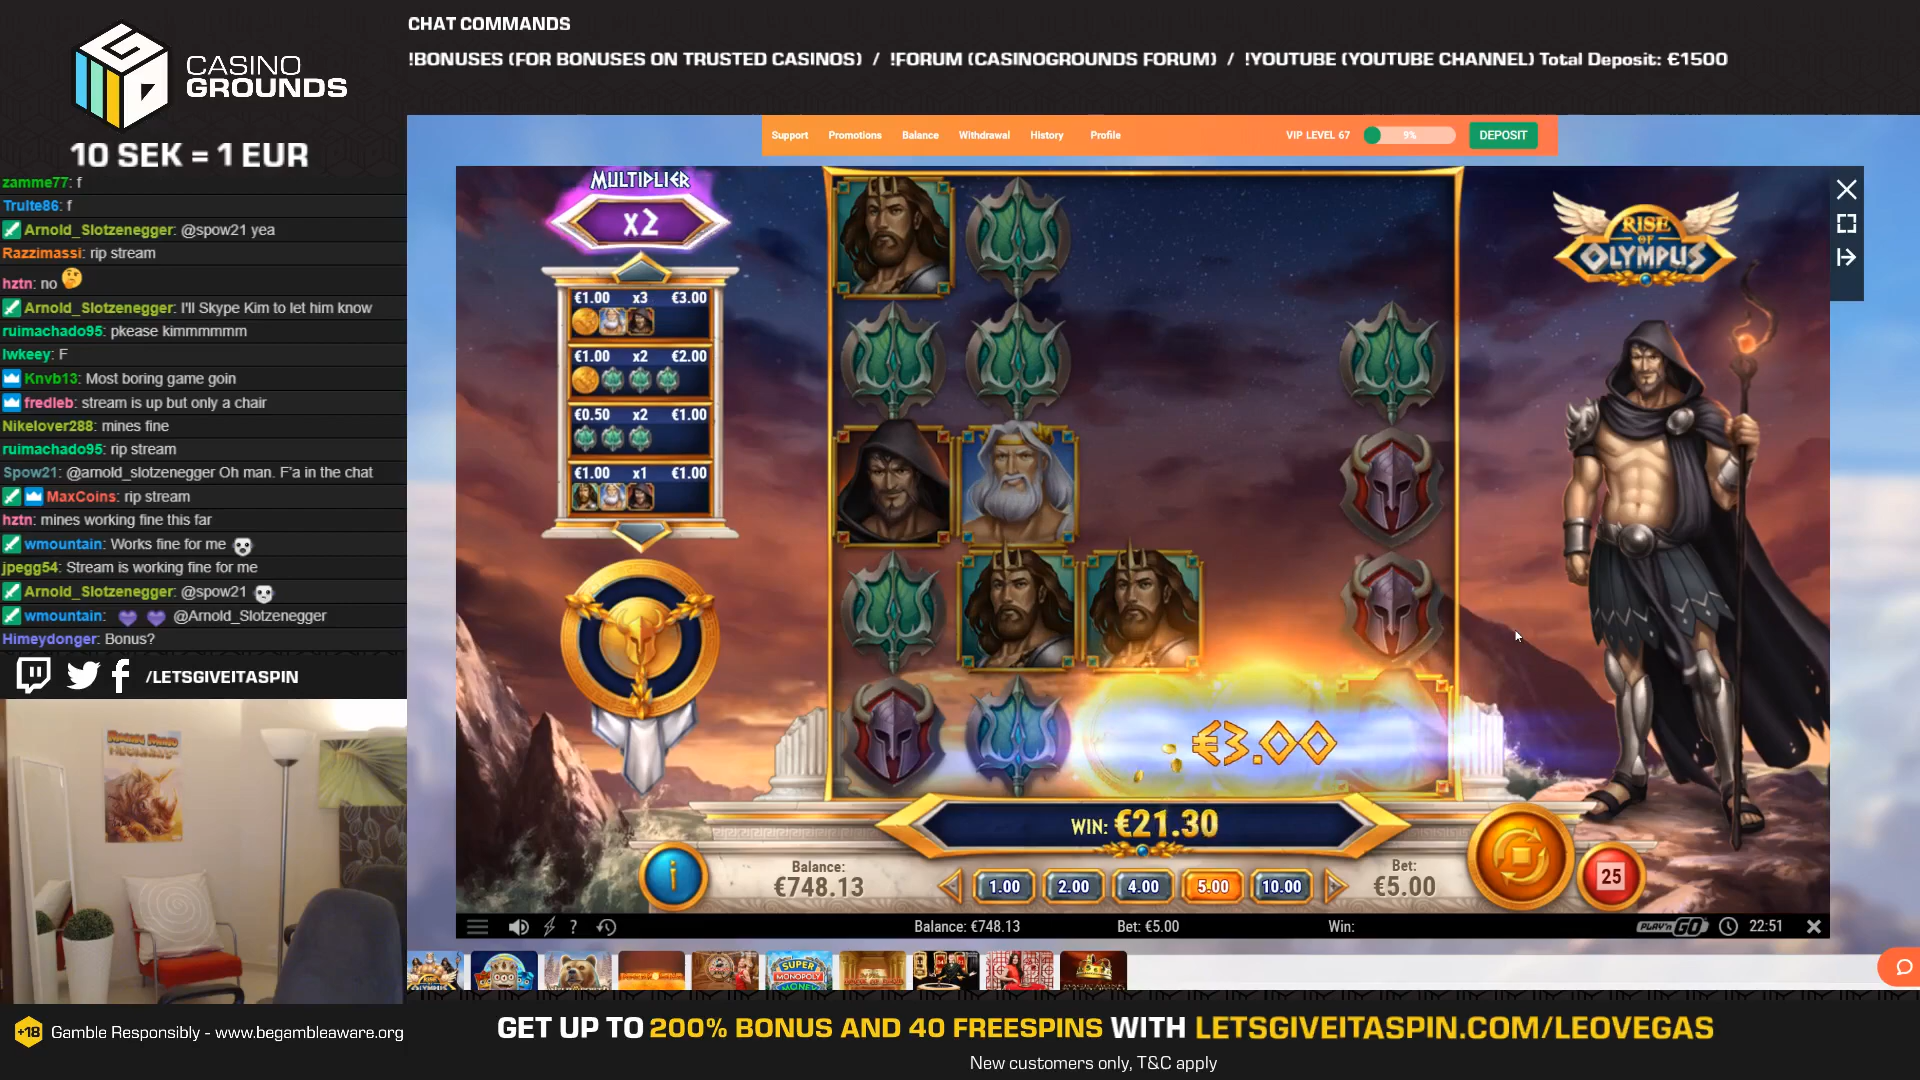 CASINO
GROUNDS
10 SEK = 1 EUR
CHAT COMMANDS
!BONUSES (FOR BONUSES ON TRUSTED CASINOS) / !FORUM (CASINOGROUNDS FORUM) / !YOUTUBE (YOUTUBE CHANNEL) Total Deposit: €1500
zamme77: f
Trulte86: f
Arnold_Slotzenegger: @spow21 yea
Razzimassi: rip stream
hztn: no
Arnold_Slotzenegger: I'll Skype Kim to let him know
ruimachado95: pkease kimmmmmm
lwkeey: F
Knvb13: Most boring game goin
fredleb: stream is up but only a chair
Nikelover288: mines fine
ruimachado95: rip stream
Spow21: @arnold_slotzenegger Oh man. F'a in the chat
MaxCoins: rip stream
hztn: mines working fine this far
wmountain: Works fine for me
jpegg54: Stream is working fine for me
Arnold_Slotzenegger: @spow21
wmountain: @Arnold_Slotzenegger
Himeydonger: Bonus?
/LETSGIVEITASPIN
Support Promotions Balance Withdrawal History Profile VIP LEVEL 67 9% DEPOSIT
MULTIPLIER
x2
€1.00 x3 €3.00
€1.00 x2 €2.00
€0.50 x2 €1.00
€1.00 x1 €1.00
RISE
OF
OLYMPUS
€3.00
WIN: €21.30
Balance:
€748.13
1.00 2.00 4.00 5.00 10.00
Bet:
€5.00
25
Balance: €748.13 Bet: €5.00 Win: PLAY'n GO 22:51
SUPER
MONOPOLY
MONEY
+18 Gamble Responsibly - www.begambleaware.org
GET UP TO 200% BONUS AND 40 FREESPINS WITH LETSGIVEITASPIN.COM/LEOVEGAS
New customers only, T&C apply